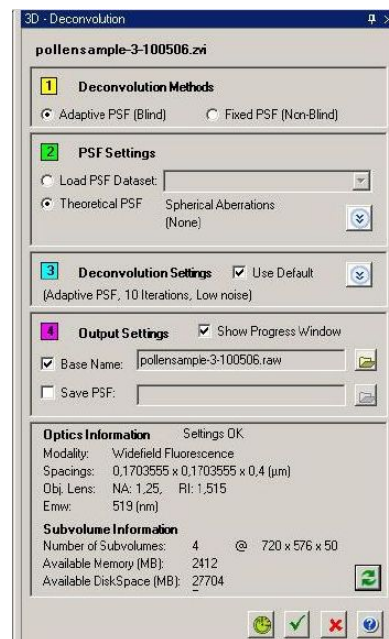 3D - Deconvolution
pollensample-3-100506.zvi
1 Deconvolution Methods
Adaptive PSF (Blind) Fixed PSF (Non-Blind)
2 PSF Settings
Load PSF Dataset:
Theoretical PSF Spherical Aberrations
(None)
3 Deconvolution Settings Use Default
(Adaptive PSF, 10 Iterations, Low noise)
4 Output Settings Show Progress Window
Base Name: pollensample-3-100506.raw
Save PSF:
Optics Information Settings OK
Modality: Widefield Fluorescence
Spacings: 0,1703555 x 0,1703555 x 0,4 (µm)
Obj. Lens: NA: 1,25, RI: 1,515
Emw: 519 (nm)
Subvolume Information
Number of Subvolumes: 4 @ 720 x 576 x 50
Available Memory (MB): 2412
Available DiskSpace (MB): 27704